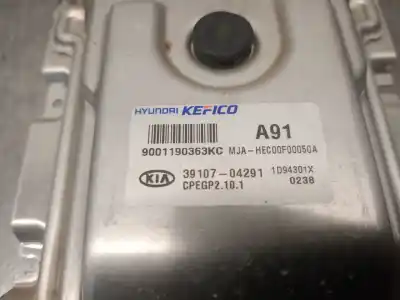 HYUNDAI KEFICO
A91
9001190363KC MJA-HEC00F00050A
KIA 39107-04291 1D94301X
CPEGP2.10.1 0238